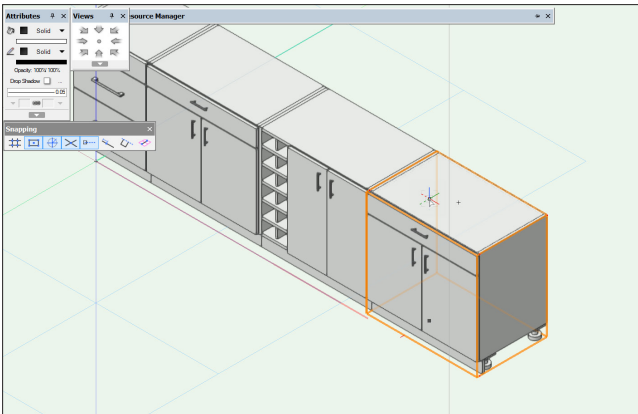 Attributes
Views
source Manager
Solid
Solid
Opacity: 100%/ 100%
Drop Shadow
0.05
Snapping